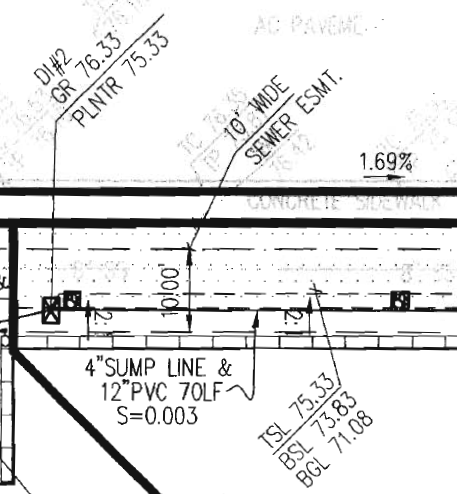 AC PAVEME
DI#2
GR 76.33
PLNTR 75.33
10' WIDE
SEWER ESMT.
1.69%
CONCRETE SIDEWALK
10.00'
2:
2:
4"SUMP LINE &
12"PVC 70LF
S=0.003
TSL 75.33
BSL 73.83
BGL 71.08